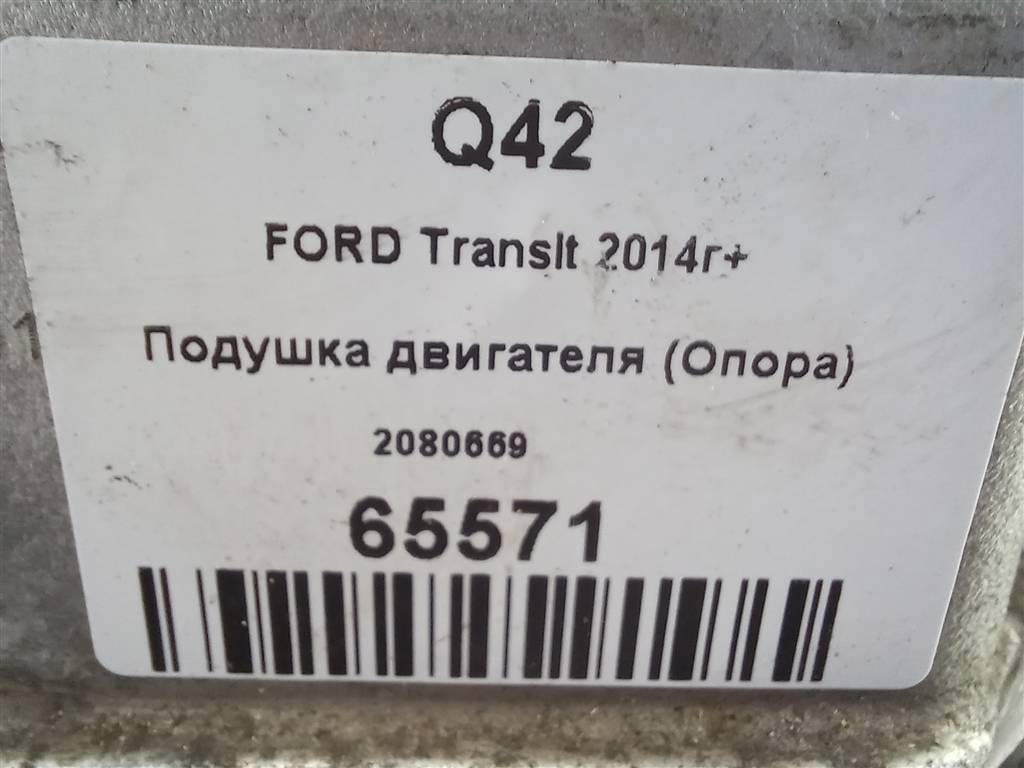 Q42
FORD Transit 2014г+
Подушка двигателя (Опора)
2080669
65571